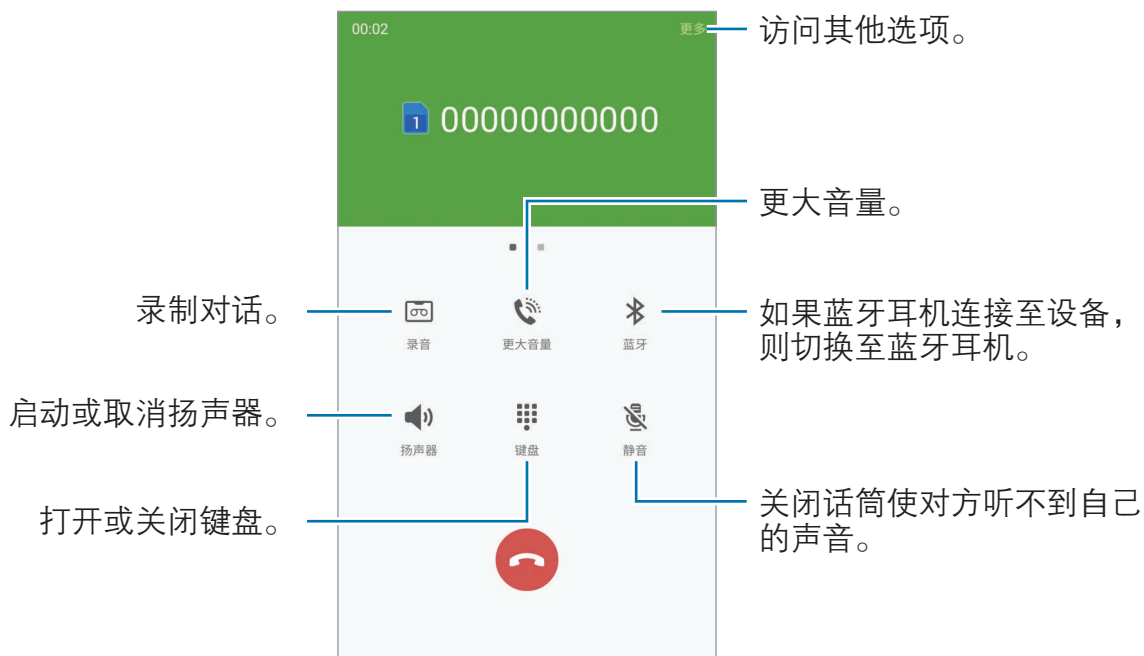 00:02
更多
访问其他选项。
1
00000000000
更大音量。
录制对话。
录音
更大音量
蓝牙
如果蓝牙耳机连接至设备，
则切换至蓝牙耳机。
启动或取消扬声器。
扬声器
键盘
静音
打开或关闭键盘。
关闭话筒使对方听不到自己
的声音。